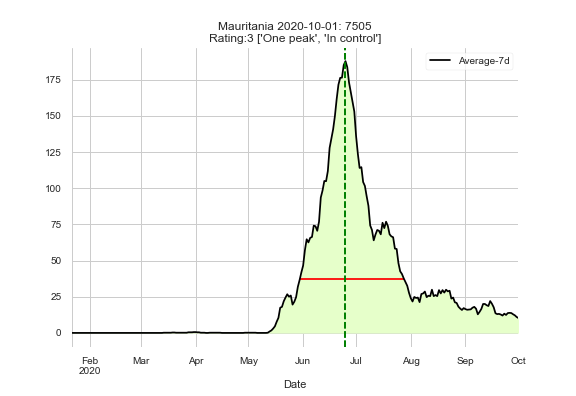 Mauritania 2020-10-01: 7505
Rating:3 ['One peak', 'In control']
Average-7d
175
150
125
100
75
50
25
0
Feb
2020
Mar
Apr
May
Jun
Jul
Aug
Sep
Oct
Date